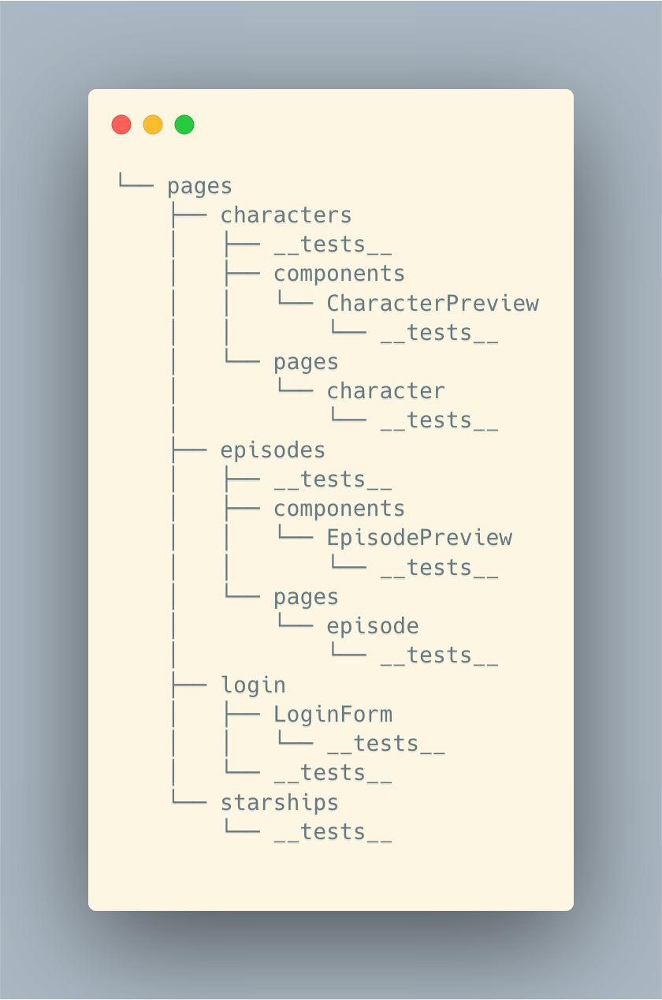 └── pages
    ├── characters
    │   ├── __tests__
    │   ├── components
    │   │   └── CharacterPreview
    │   │       └── __tests__
    │   └── pages
    │       └── character
    │           └── __tests__
    ├── episodes
    │   ├── __tests__
    │   ├── components
    │   │   └── EpisodePreview
    │   │       └── __tests__
    │   └── pages
    │       └── episode
    │           └── __tests__
    ├── login
    │   ├── LoginForm
    │   │   └── __tests__
    │   └── __tests__
    └── starships
        └── __tests__